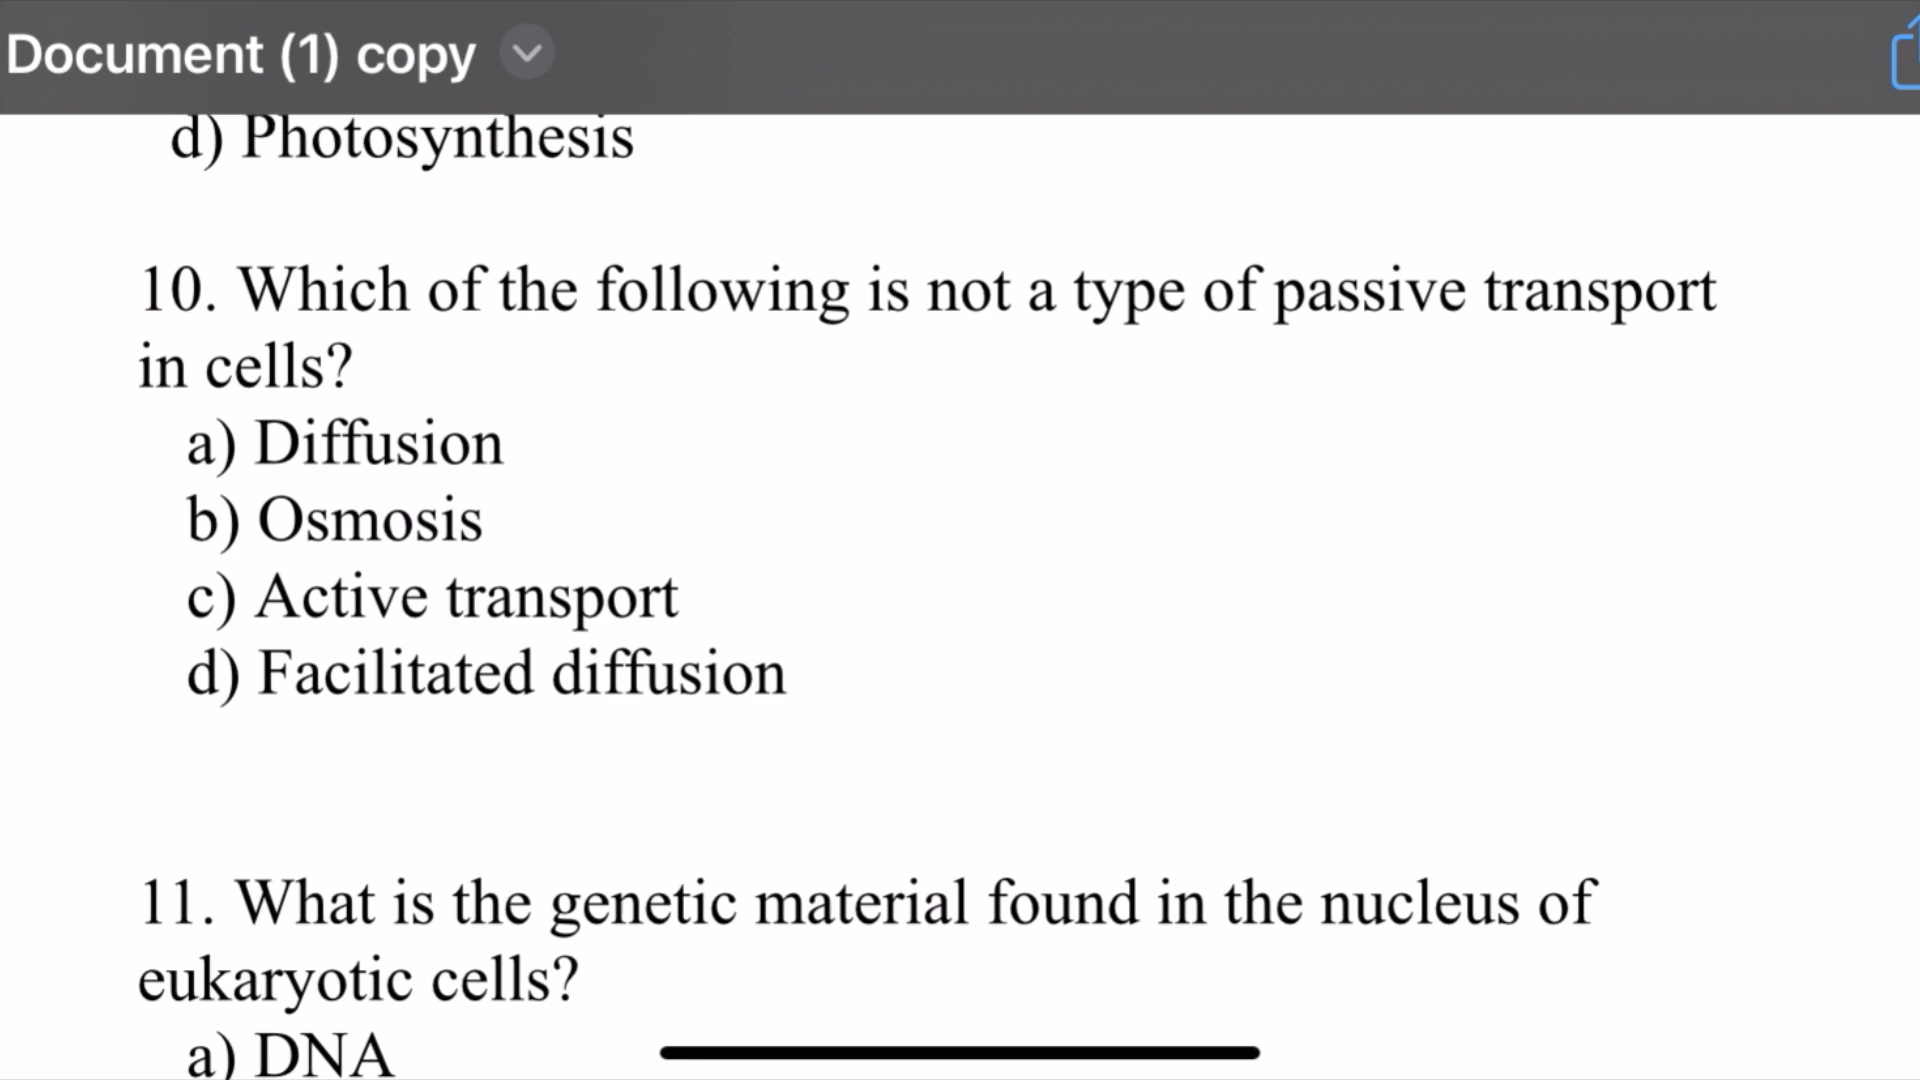 Document (1) copy
d) Photosynthesis
10. Which of the following is not a type of passive transport
in cells?
a) Diffusion
b) Osmosis
c) Active transport
d) Facilitated diffusion
11. What is the genetic material found in the nucleus of
eukaryotic cells?
a) DNA